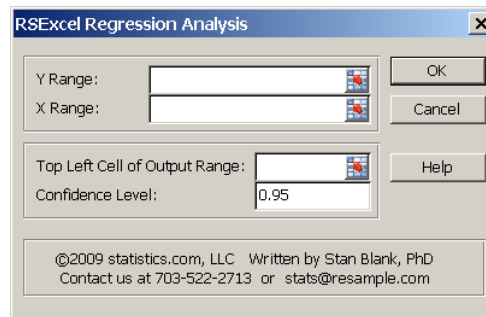 RSExcel Regression Analysis
Y Range:
X Range:
OK
Cancel
Top Left Cell of Output Range:
Confidence Level: 0.95
Help
©2009 statistics.com, LLC Written by Stan Blank, PhD
Contact us at 703-522-2713 or stats@resample.com